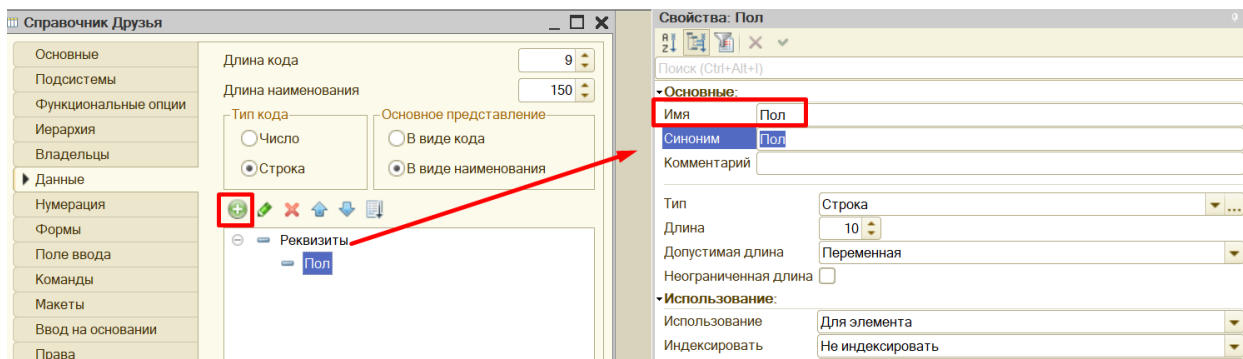 Справочник Друзья
Основные
Подсистемы
Функциональные опции
Иерархия
Владельцы
Данные
Нумерация
Формы
Поле ввода
Команды
Макеты
Ввод на основании
Права
Длина кода 9
Длина наименования 150
Тип кода
Число
Строка
Основное представление
В виде кода
В виде наименования
Реквизиты
Пол
Свойства: Пол
Поиск (Ctrl+Alt+I)
Основные:
Имя Пол
Синоним Пол
Комментарий
Тип Строка
Длина 10
Допустимая длина Переменная
Неограниченная длина
Использование:
Использование Для элемента
Индексировать Не индексировать